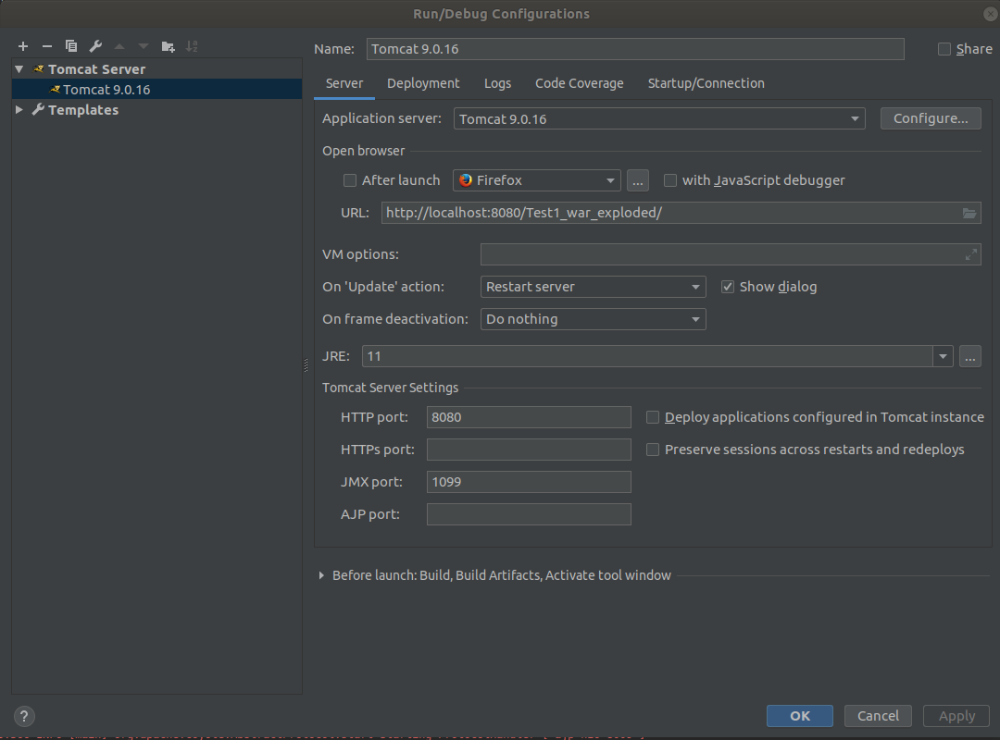 Run/Debug Configurations
Name: Tomcat 9.0.16 Share
Tomcat Server
Tomcat 9.0.16
Templates
Server Deployment Logs Code Coverage Startup/Connection
Application server: Tomcat 9.0.16 Configure...
Open browser
After launch Firefox ... with JavaScript debugger
URL: http://localhost:8080/Test1_war_exploded/
VM options:
On 'Update' action: Restart server Show dialog
On frame deactivation: Do nothing
JRE: 11 ...
Tomcat Server Settings
HTTP port: 8080 Deploy applications configured in Tomcat instance
HTTPs port: Preserve sessions across restarts and redeploys
JMX port: 1099
AJP port:
Before launch: Build, Build Artifacts, Activate tool window
? OK Cancel Apply